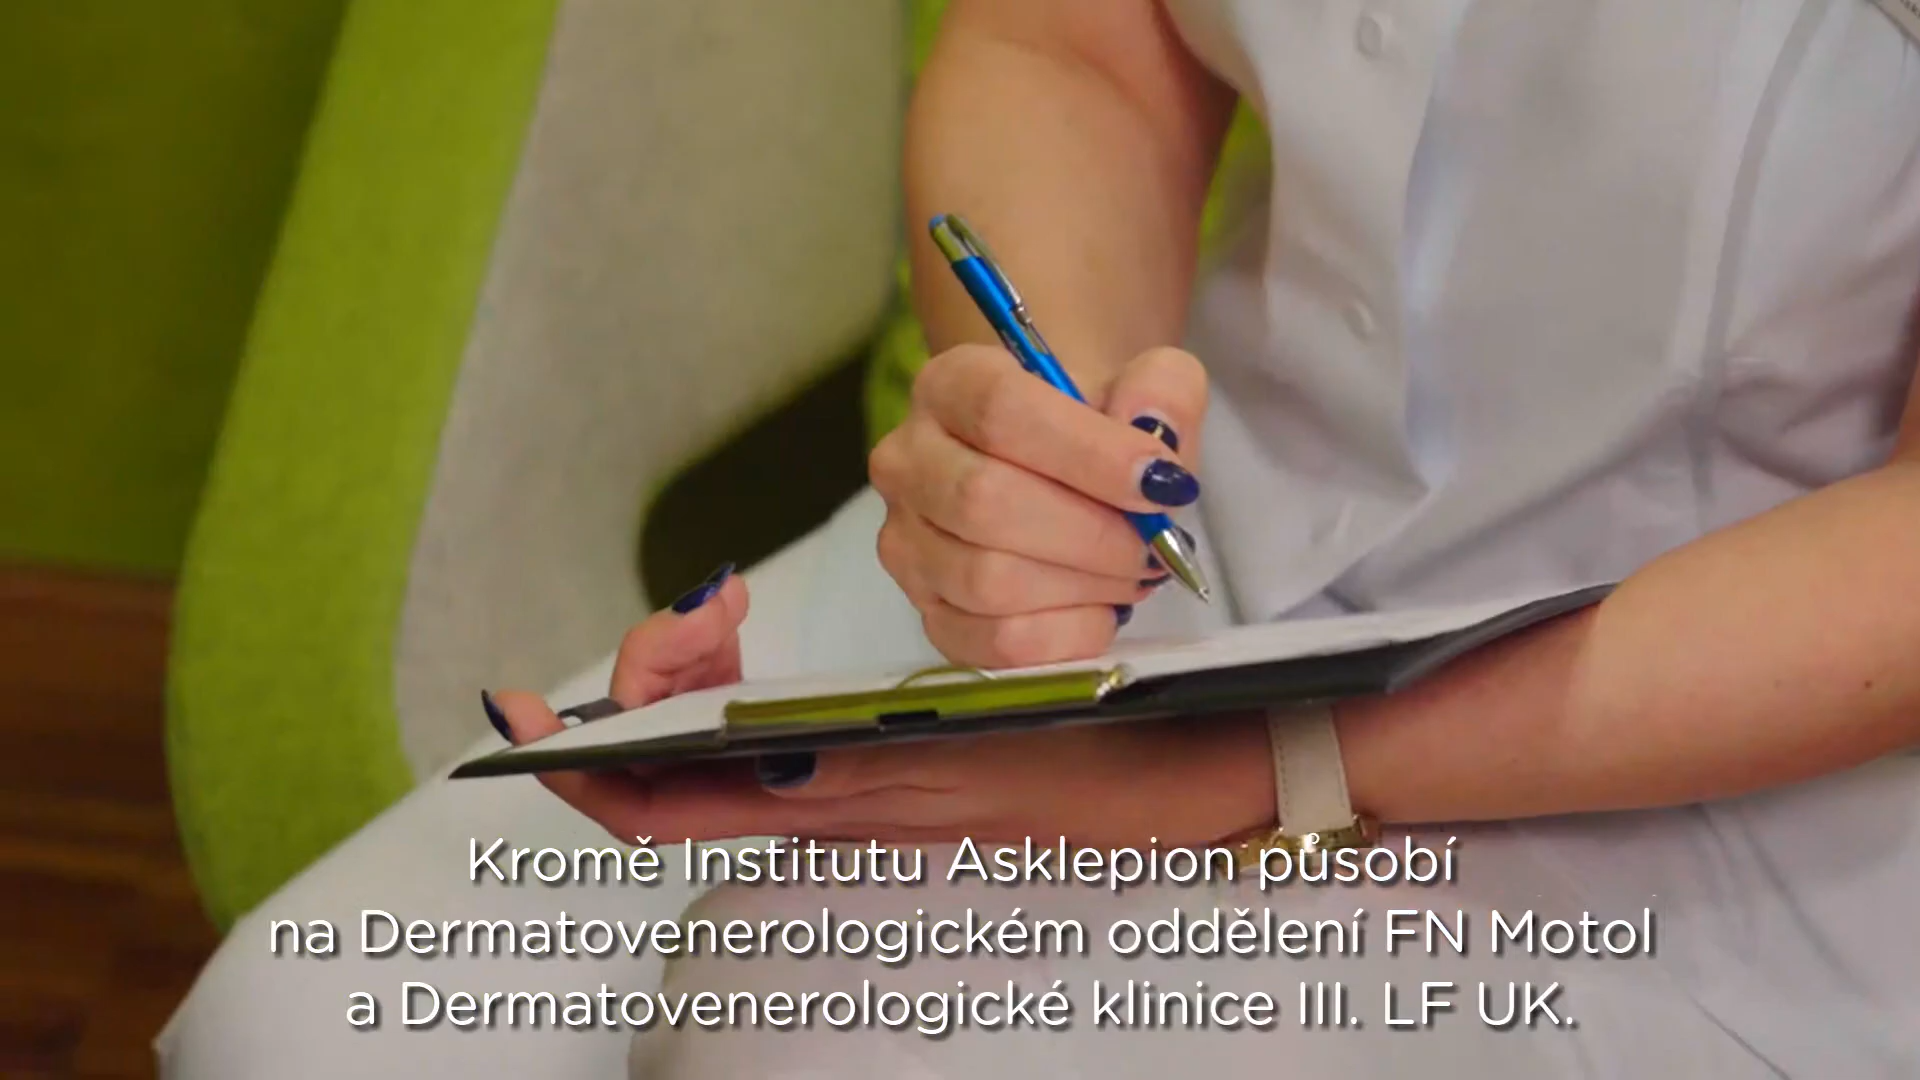 Kromě Institutu Asklepion působí
na Dermatovenerologickém oddělení FN Motol
a Dermatovenerologické klinice III. LF UK.